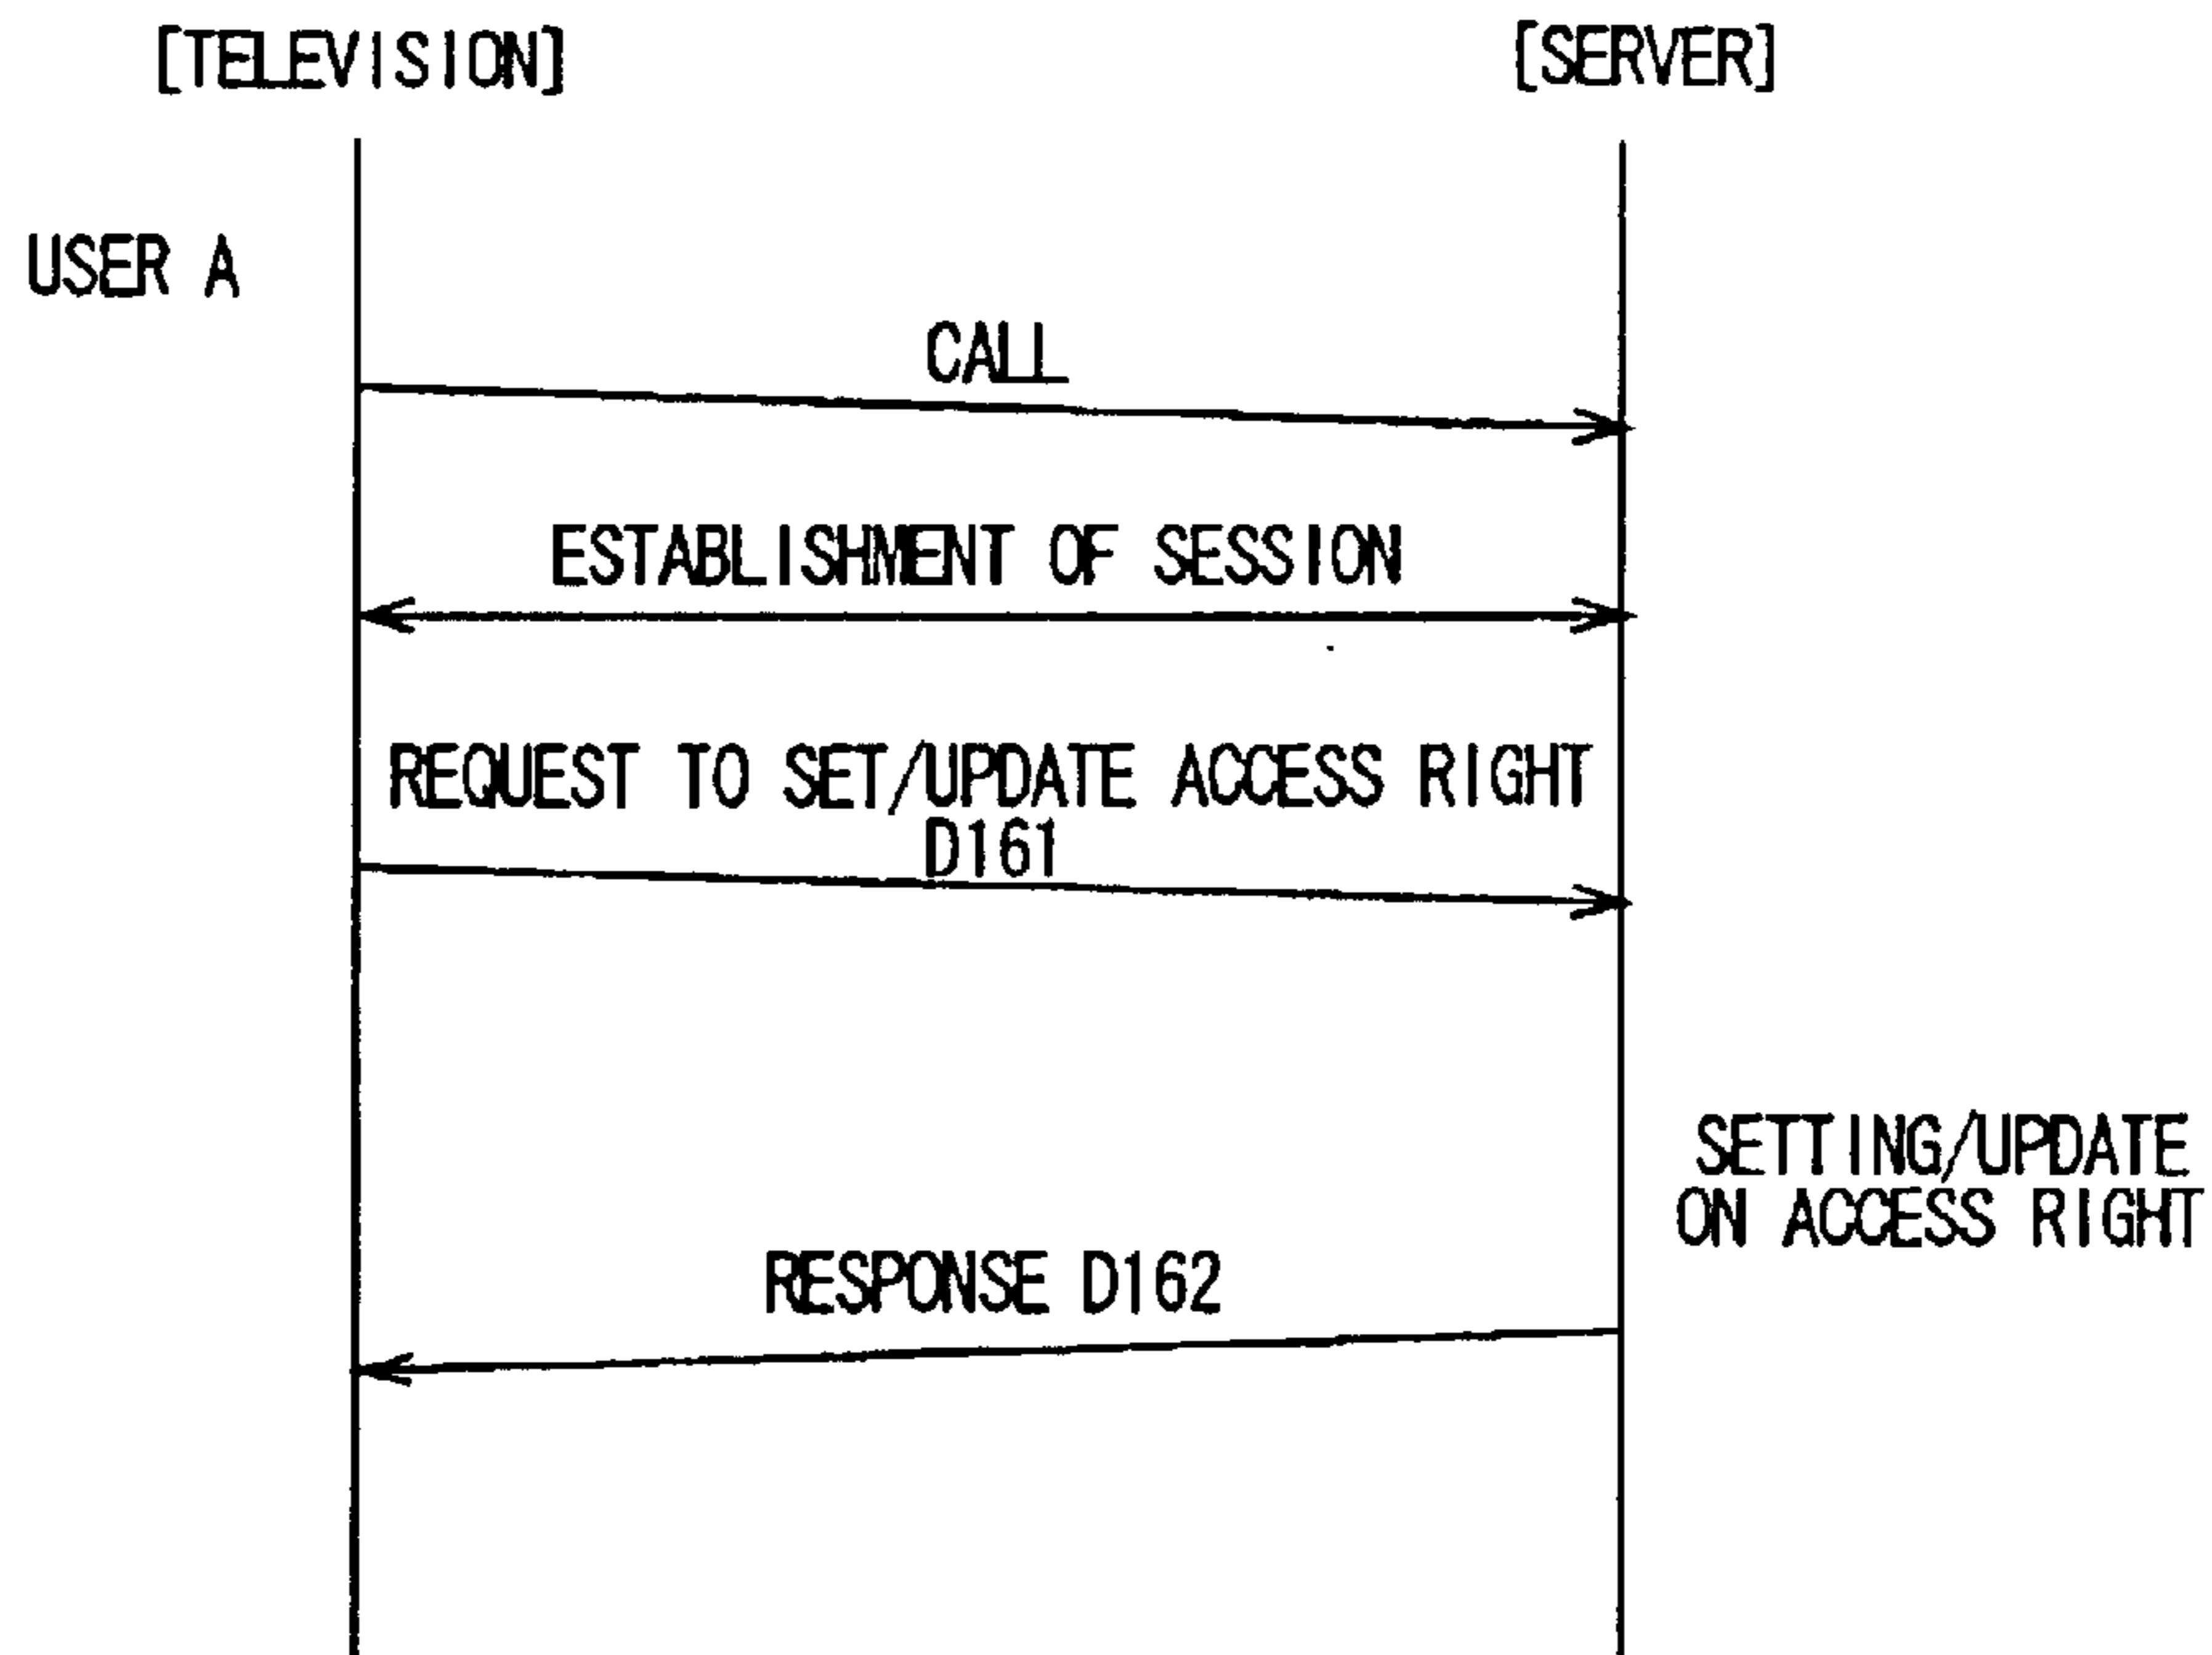 [TELEVISION]
[SERVER]
USER A
CALL
ESTABLISHMENT OF SESSION
REQUEST TO SET/UPDATE ACCESS RIGHT
D161
SETTING/UPDATE
ON ACCESS RIGHT
RESPONSE D162